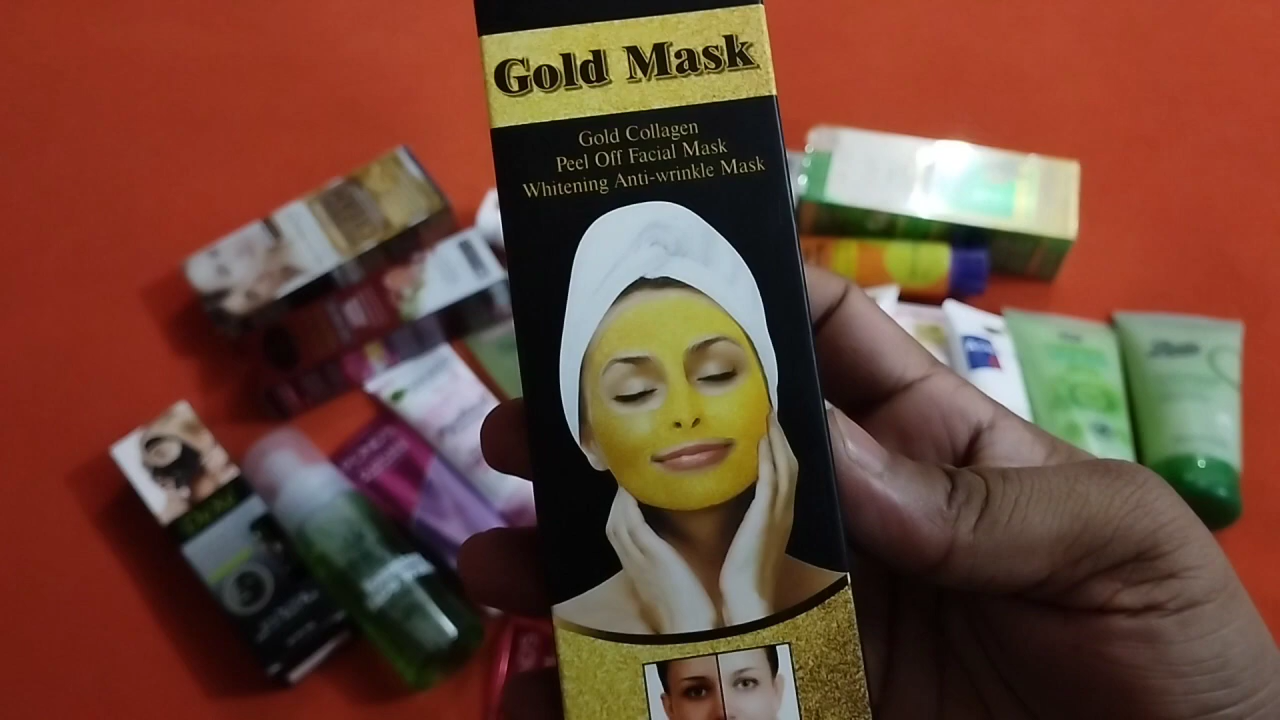 Gold Mask
Gold Collagen
Peel Off Facial Mask
Whitening Anti-wrinkle Mask